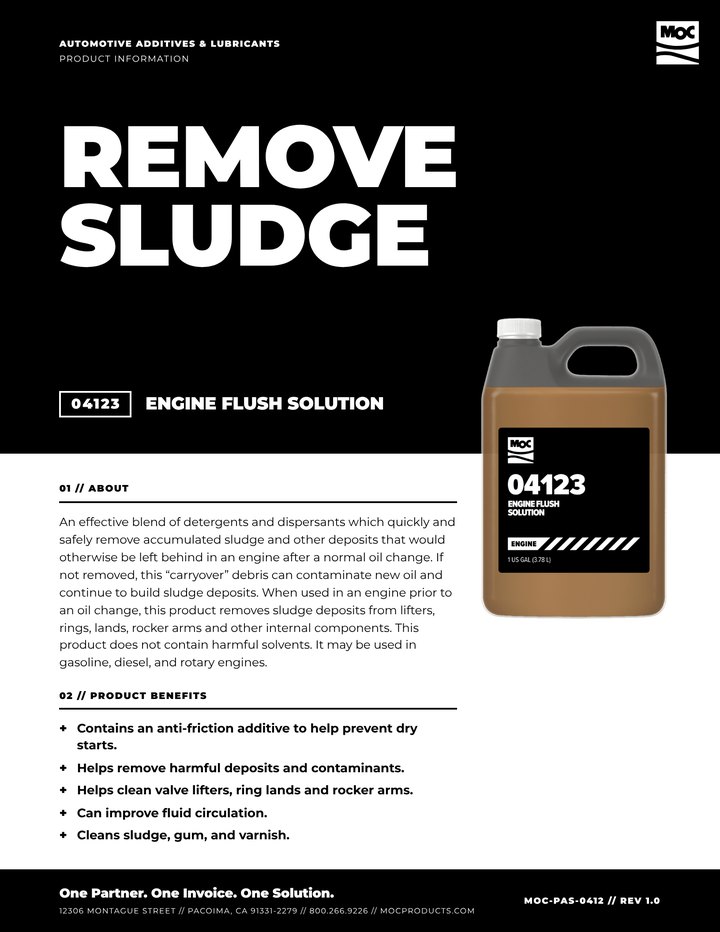 AUTOMOTIVE ADDITIVES & LUBRICANTS
PRODUCT INFORMATION
MOC
REMOVE
SLUDGE
04123
ENGINE FLUSH SOLUTION
MOC
04123
ENGINE FLUSH
SOLUTION
ENGINE
1 US GAL (3.78 L)
01 // ABOUT
An effective blend of detergents and dispersants which quickly and
safely remove accumulated sludge and other deposits that would
otherwise be left behind in an engine after a normal oil change. If
not removed, this “carryover” debris can contaminate new oil and
continue to build sludge deposits. When used in an engine prior to
an oil change, this product removes sludge deposits from lifters,
rings, lands, rocker arms and other internal components. This
product does not contain harmful solvents. It may be used in
gasoline, diesel, and rotary engines.
02 // PRODUCT BENEFITS
+ Contains an anti-friction additive to help prevent dry
starts.
+ Helps remove harmful deposits and contaminants.
+ Helps clean valve lifters, ring lands and rocker arms.
+ Can improve fluid circulation.
+ Cleans sludge, gum, and varnish.
One Partner. One Invoice. One Solution.
12306 MONTAGUE STREET // PACOIMA, CA 91331-2279 // 800.266.9226 // MOCPRODUCTS.COM
MOC-PAS-0412 // REV 1.0